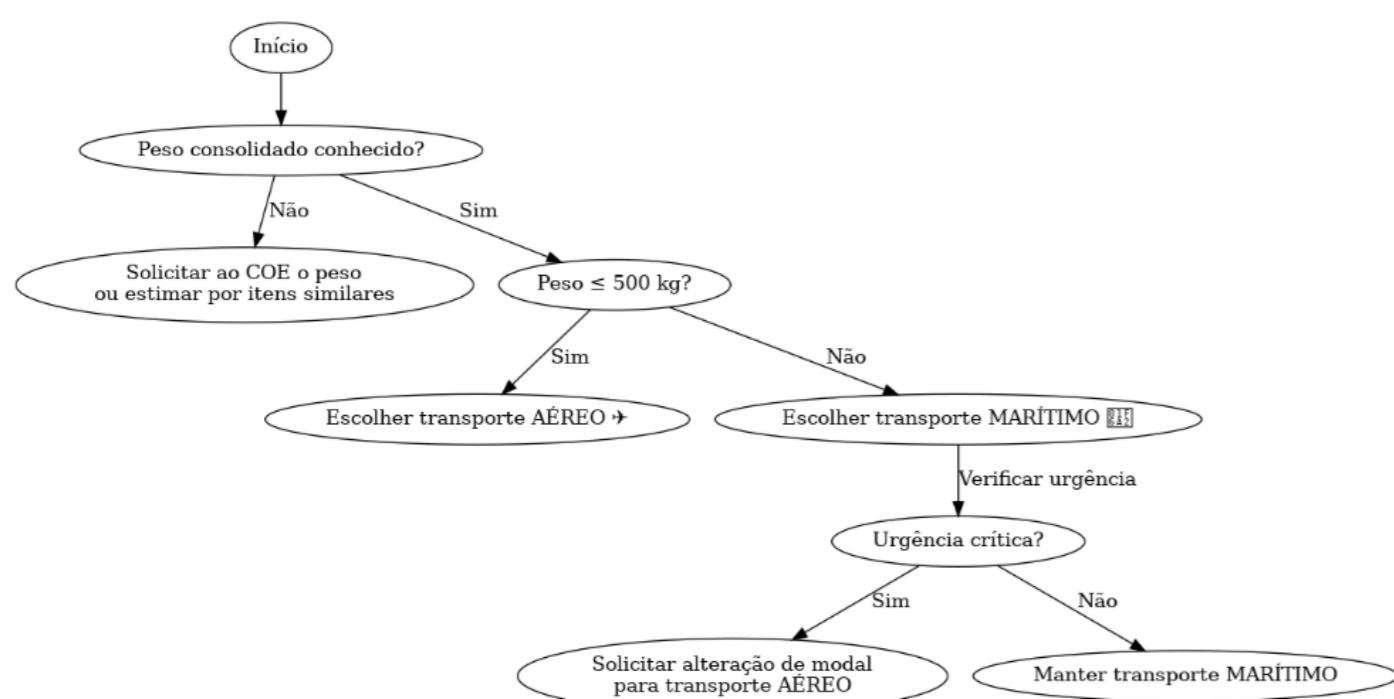 Início
Peso consolidado conhecido?
Não
Sim
Solicitar ao COE o peso
ou estimar por itens similares
Peso ≤ 500 kg?
Sim
Não
Escolher transporte AÉREO ✈
Escolher transporte MARÍTIMO
Verificar urgência
Urgência crítica?
Sim
Não
Solicitar alteração de modal
para transporte AÉREO
Manter transporte MARÍTIMO